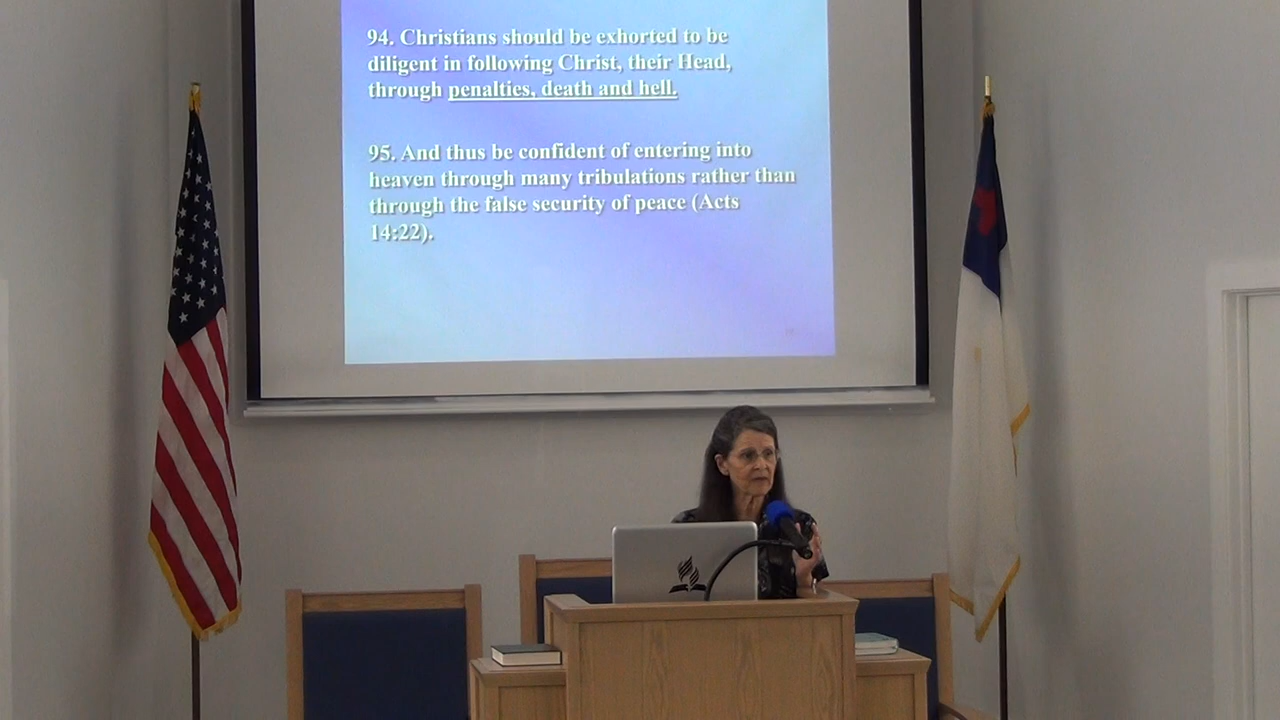 94. Christians should be exhorted to be
diligent in following Christ, their Head,
through penalties, death and hell.
95. And thus be confident of entering into
heaven through many tribulations rather than
through the false security of peace (Acts
14:22).